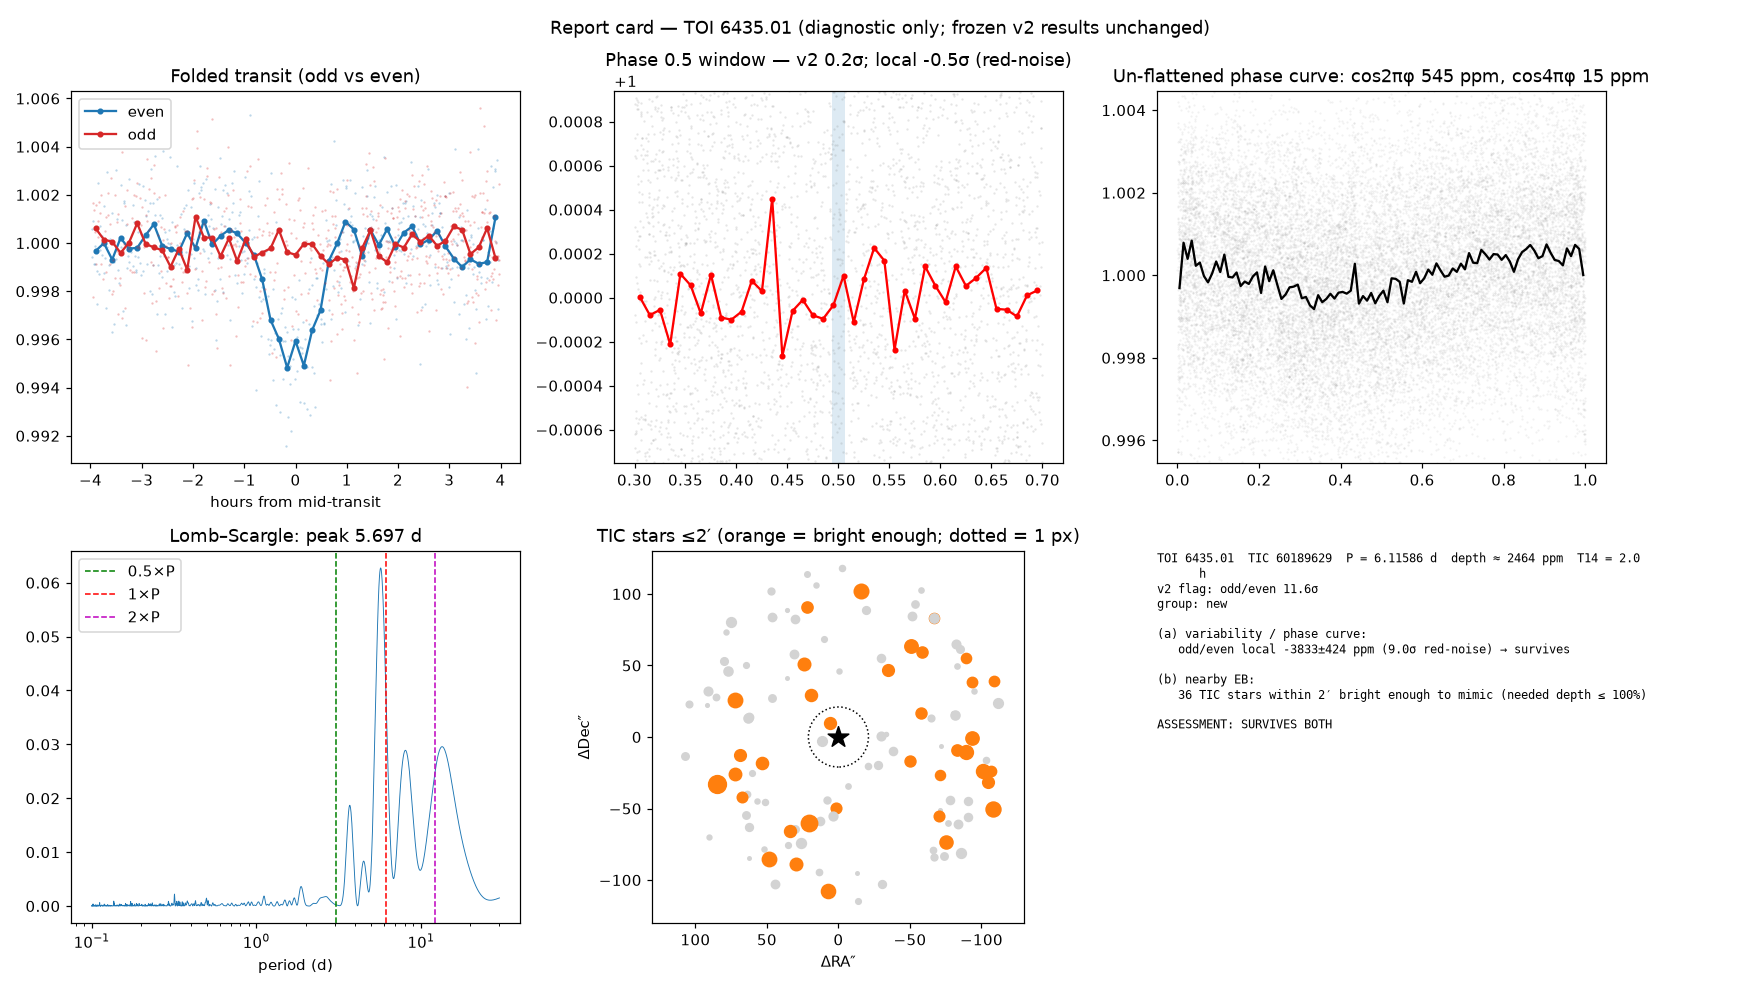 Report card — TOI 6435.01 (diagnostic only; frozen v2 results unchanged)
Folded transit (odd vs even)
1.006
1.004
1.002
1.000
0.998
0.996
0.994
0.992
even
odd
−4
−3
−2
−1
0
1
2
3
4
hours from mid-transit
Phase 0.5 window — v2 0.2σ; local -0.5σ (red-noise)
+1
0.0008
0.0006
0.0004
0.0002
0.0000
−0.0002
−0.0004
−0.0006
0.30
0.35
0.40
0.45
0.50
0.55
0.60
0.65
0.70
Un-flattened phase curve: cos2πφ 545 ppm, cos4πφ 15 ppm
1.004
1.002
1.000
0.998
0.996
0.0
0.2
0.4
0.6
0.8
1.0
Lomb–Scargle: peak 5.697 d
0.06
0.05
0.04
0.03
0.02
0.01
0.00
0.5×P
1×P
2×P
10⁻¹
10⁰
10¹
period (d)
TIC stars ≤2′ (orange = bright enough; dotted = 1 px)
ΔDec″
100
50
0
−50
−100
100
50
0
−50
−100
ΔRA″
TOI 6435.01  TIC 60189629  P = 6.11586 d  depth ≈ 2464 ppm  T14 = 2.0
h
v2 flag: odd/even 11.6σ
group: new
(a) variability / phase curve:
odd/even local -3833±424 ppm (9.0σ red-noise) → survives
(b) nearby EB:
36 TIC stars within 2′ bright enough to mimic (needed depth ≤ 100%)
ASSESSMENT: SURVIVES BOTH